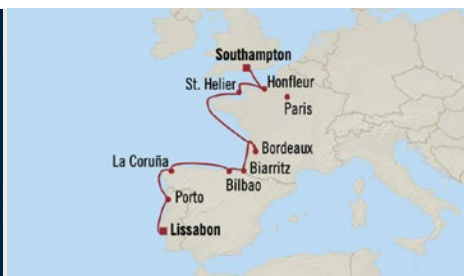 Southampton
St. Helier
Honfleur
Paris
Bordeaux
La Coruña
Biarritz
Bilbao
Porto
Lissabon